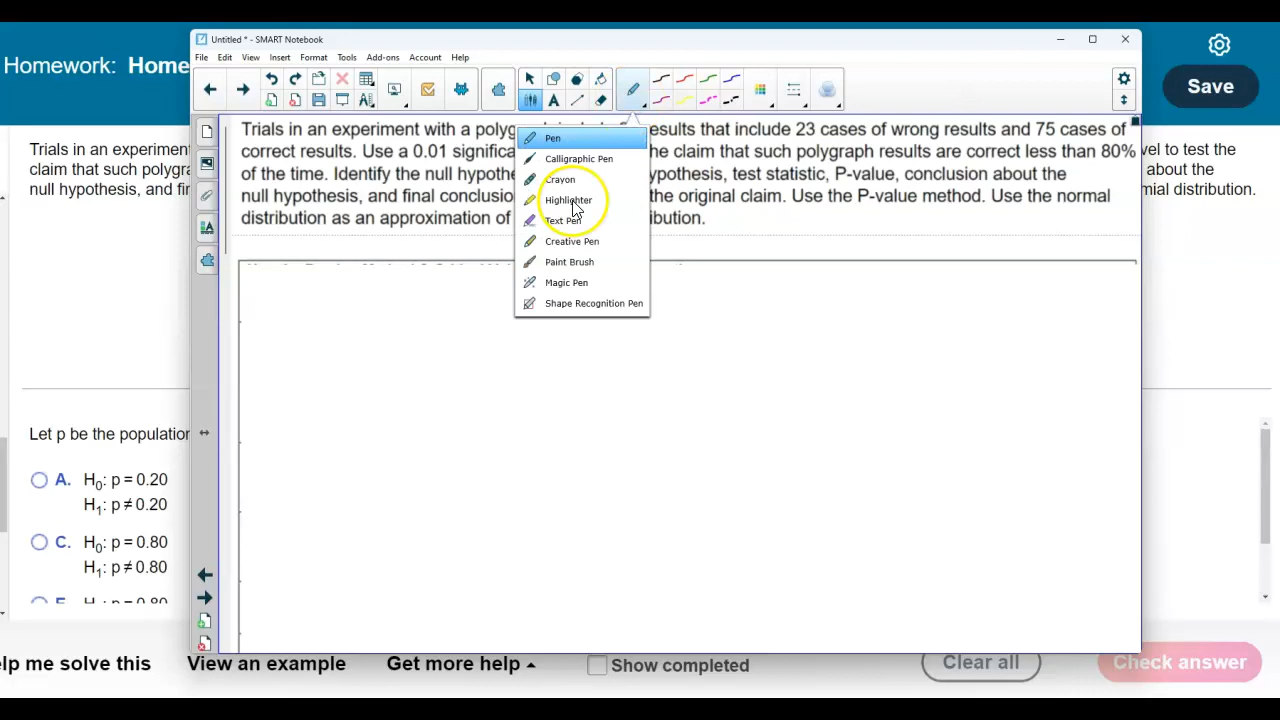 Homework: Home
Save
Trials in an experiment
claim that such polygra
null hypothesis, and fin
vel to test the
about the
mial distribution.
Untitled * - SMART Notebook
File Edit View Insert Format Tools Add-ons Account Help
Trials in an experiment with a polyg esults that include 23 cases of wrong results and 75 cases of
correct results. Use a 0.01 significa he claim that such polygraph results are correct less than 80%
of the time. Identify the null hypothe ypothesis, test statistic, P-value, conclusion about the
null hypothesis, and final conclusion the original claim. Use the P-value method. Use the normal
distribution as an approximation of ibution.
Pen
Calligraphic Pen
Crayon
Highlighter
Text Pen
Creative Pen
Paint Brush
Magic Pen
Shape Recognition Pen
Let p be the population
A. H0: p = 0.20
H1: p ≠ 0.20
C. H0: p = 0.80
H1: p ≠ 0.80
elp me solve this
View an example
Get more help
Show completed
Clear all
Check answer